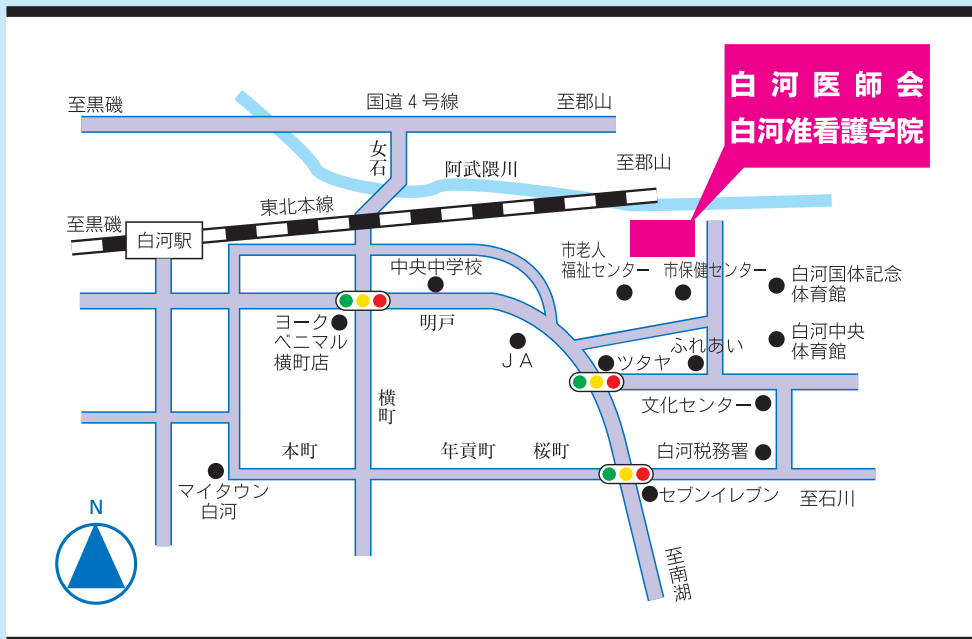 白河医師会
白河准看護学院
至黒磯
国道4号線
至郡山
女石
阿武隈川
至郡山
東北本線
至黒磯
白河駅
市老人
福祉センター
市保健センター
中央中学校
白河国体記念
体育館
ヨーク
ベニマル
横町店
明戸
JA
ツタヤ
ふれあい
白河中央
体育館
横町
文化センター
本町
年貢町
桜町
白河税務署
マイタウン
白河
セブンイレブン
至石川
N
至南湖